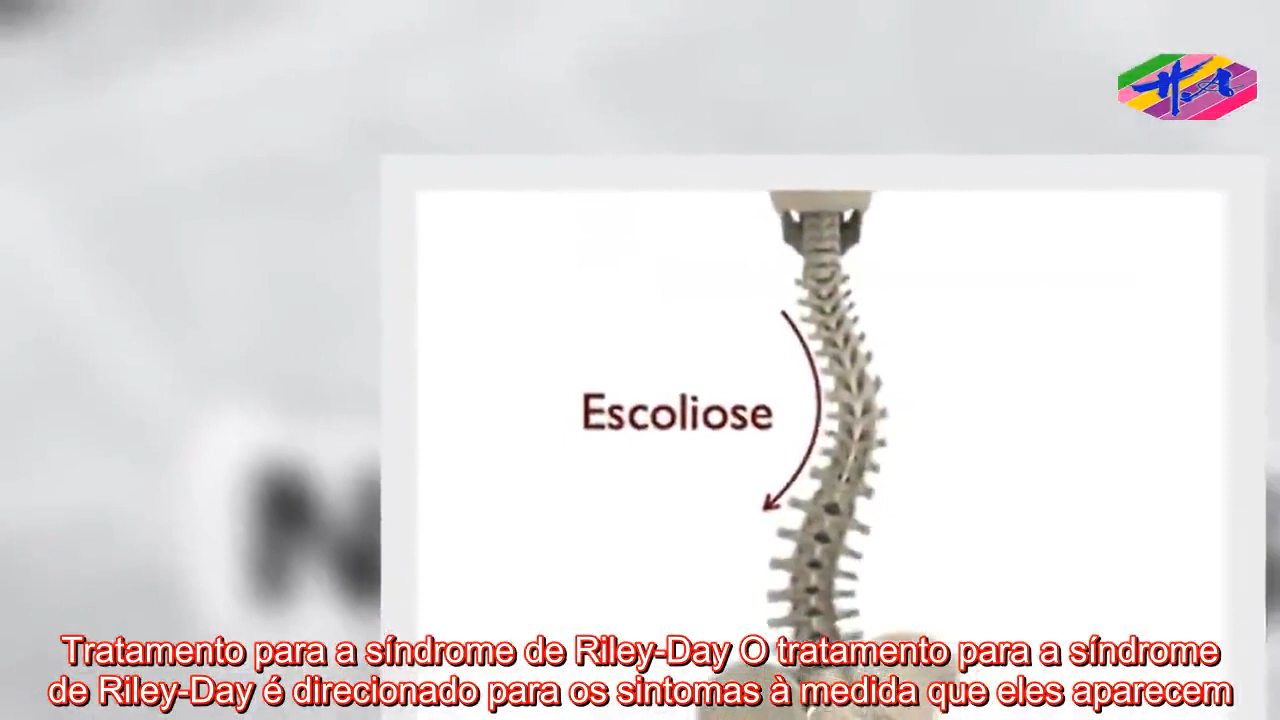 Escoliose
Tratamento para a síndrome de Riley-Day O tratamento para a síndrome
de Riley-Day é direcionado para os sintomas à medida que eles aparecem